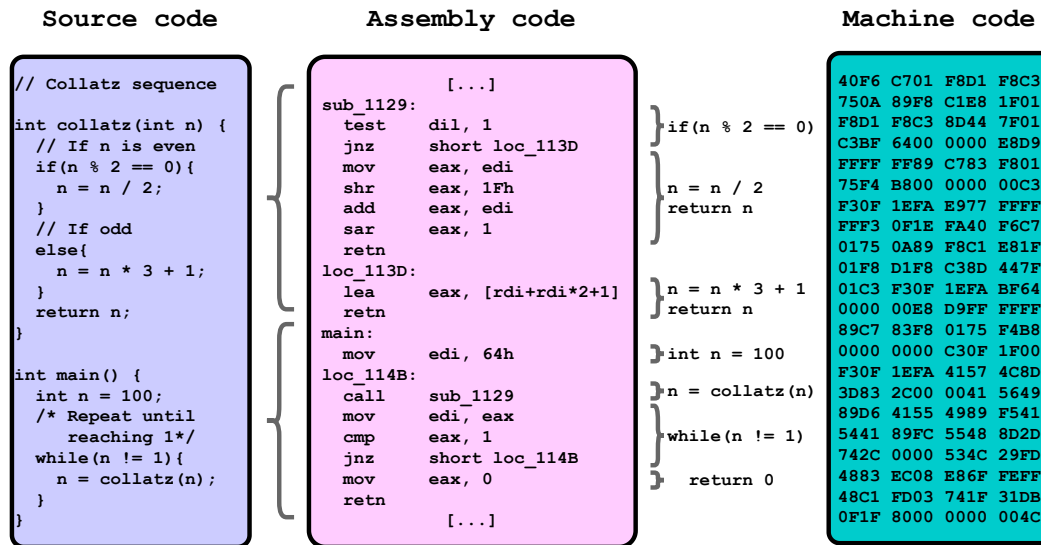 Source code
Assembly code
Machine code
// Collatz sequence
int collatz(int n) {
// If n is even
if(n % 2 == 0){
n = n / 2;
}
// If odd
else{
n = n * 3 + 1;
}
return n;
}
int main() {
int n = 100;
/* Repeat until
reaching 1*/
while(n != 1){
n = collatz(n);
}
}
[...]
sub_1129:
test dil, 1
jnz short loc_113D
mov eax, edi
shr eax, 1Fh
add eax, edi
sar eax, 1
retn
loc_113D:
lea eax, [rdi+rdi*2+1]
retn
main:
mov edi, 64h
loc_114B:
call sub_1129
mov edi, eax
cmp eax, 1
jnz short loc_114B
mov eax, 0
retn
[...]
if(n % 2 == 0)
n = n / 2
return n
n = n * 3 + 1
return n
int n = 100
n = collatz(n)
while(n != 1)
return 0
40F6 C701 F8D1 F8C3
750A 89F8 C1E8 1F01
F8D1 F8C3 8D44 7F01
C3BF 6400 0000 E8D9
FFFF FF89 C783 F801
75F4 B800 0000 00C3
F30F 1EFA E977 FFFF
FFF3 0F1E FA40 F6C7
0175 0A89 F8C1 E81F
01F8 D1F8 C38D 447F
01C3 F30F 1EFA BF64
0000 00E8 D9FF FFFF
89C7 83F8 0175 F4B8
0000 0000 C30F 1F00
F30F 1EFA 4157 4C8D
3D83 2C00 0041 5649
89D6 4155 4989 F541
5441 89FC 5548 8D2D
742C 0000 534C 29FD
4883 EC08 E86F FEFF
48C1 FD03 741F 31DB
0F1F 8000 0000 004C